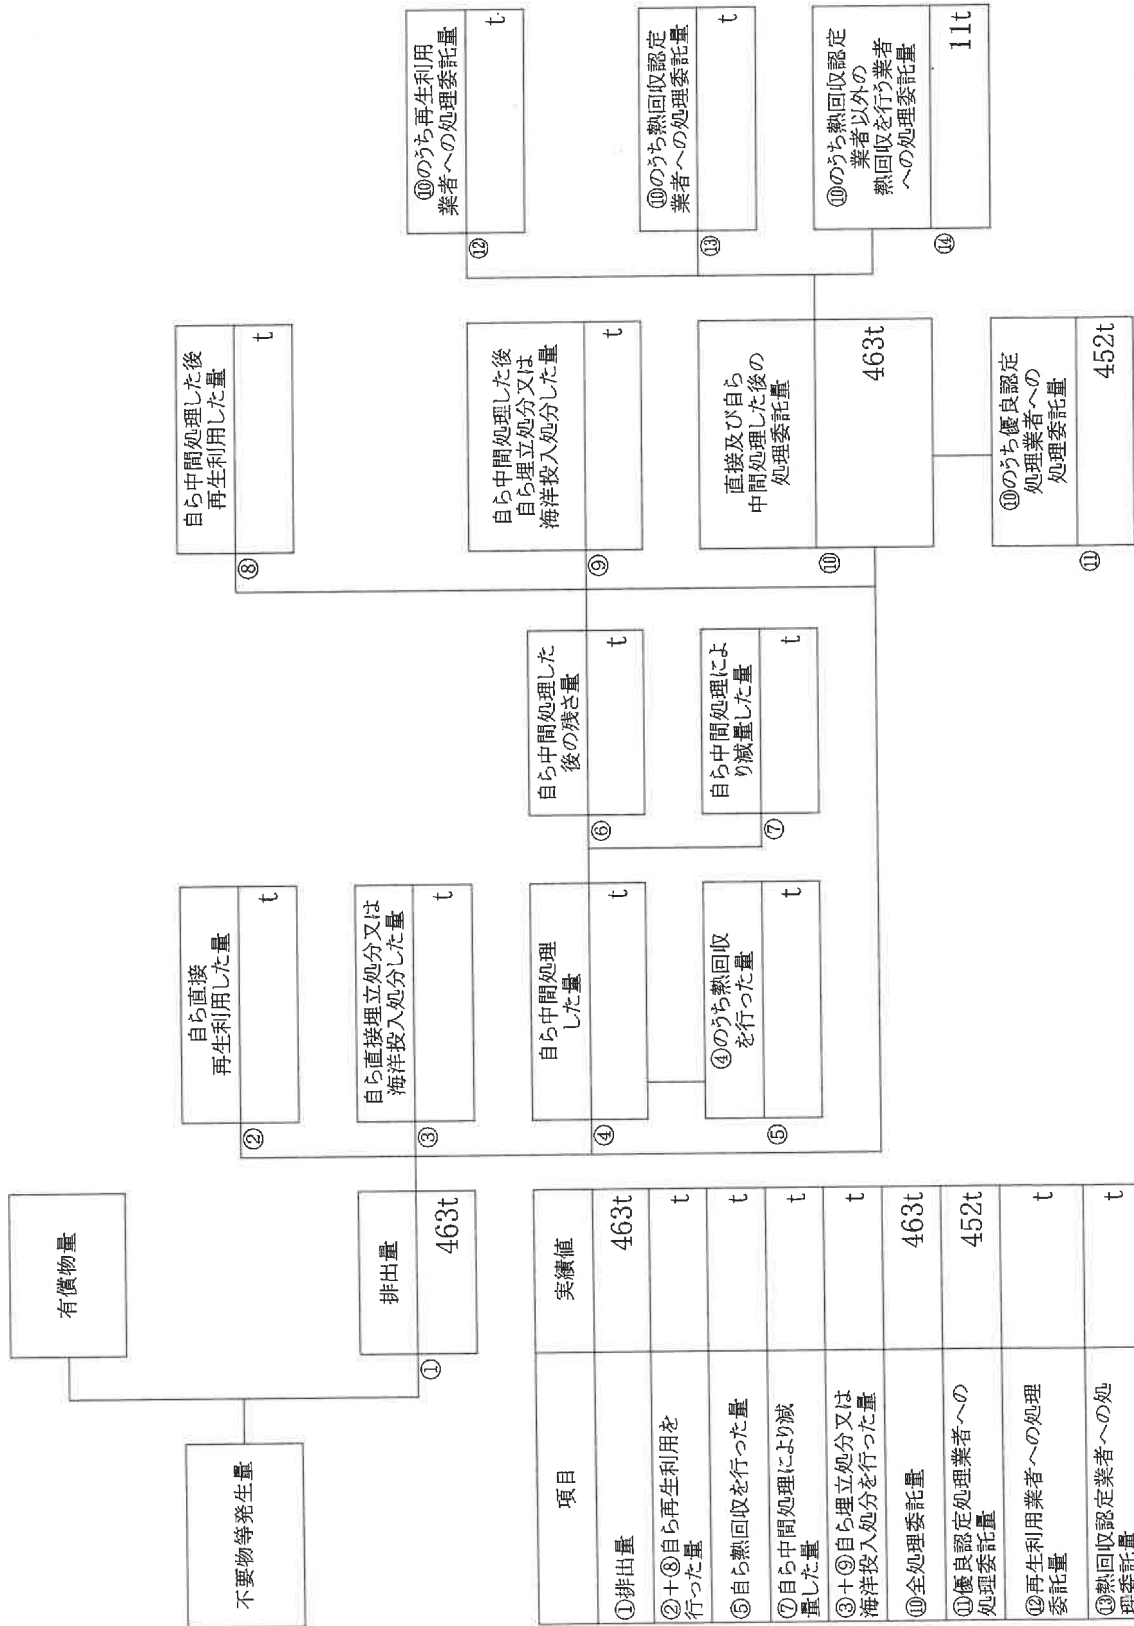 不要物等発生量
有償物量
排出量
①
463t
自ら直接
再生利用した量
②
t
自ら直接埋立処分又は
海洋投入処分した量
③
t
自ら中間処理
した量
④
t
④のうち熱回収
を行った量
⑤
t
自ら中間処理した
後の残さ量
⑥
t
自ら中間処理によ
り減量した量
⑦
t
自ら中間処理した後
再生利用した量
⑧
t
自ら中間処理した後
自ら埋立処分又は
海洋投入処分した量
⑨
t
直接及び自ら
中間処理した後の
処理委託量
⑩
463t
⑩のうち優良認定
処理業者への
処理委託量
⑪
452t
⑩のうち再生利用
業者への処理委託量
⑫
t
⑩のうち熱回収認定
業者への処理委託量
⑬
t
⑩のうち熱回収認定
業者以外の
熱回収を行う業者
への処理委託量
⑭
11t
項目 実績値
①排出量 463t
②+⑧自ら再生利用を
行った量 t
⑤自ら熱回収を行った量 t
⑦自ら中間処理により減
量した量 t
③+⑨自ら埋立処分又は
海洋投入処分を行った量 t
⑩全処理委託量 463t
⑪優良認定処理業者への
処理委託量 452t
⑫再生利用業者への処理
委託量 t
⑬熱回収認定業者への処
理委託量 t